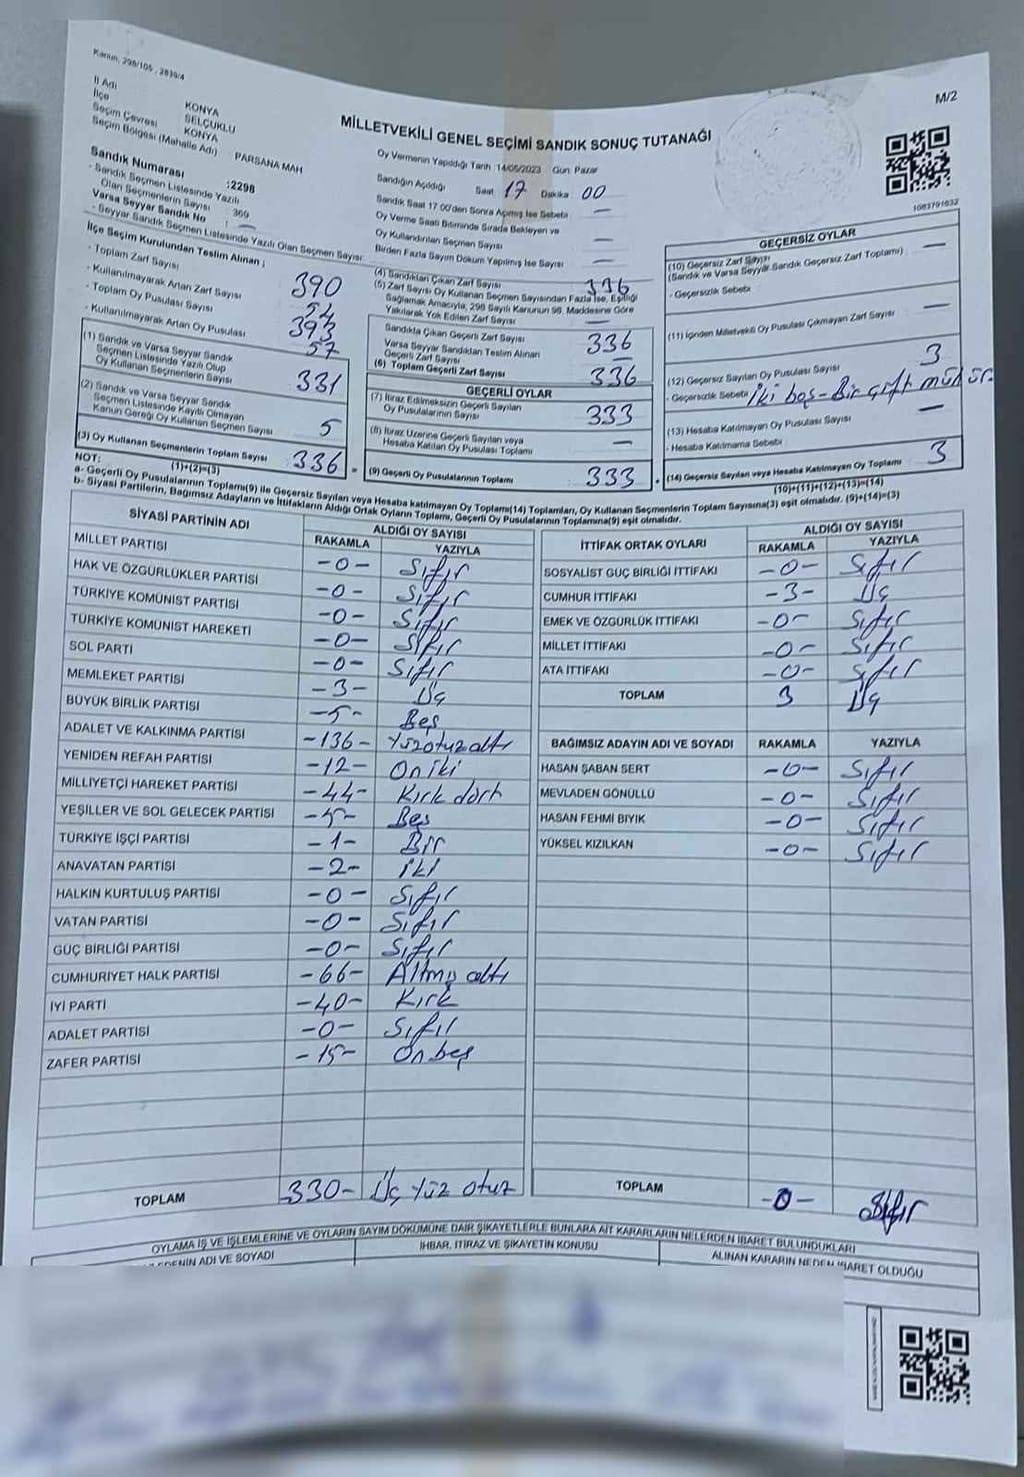 Kanun, 298/105 - 2839/4
M/2
İl Adı KONYA
İlçe SELÇUKLU
Seçim Çevresi KONYA
Seçim Bölgesi (Mahalle Adı) PARSANA MAH
MİLLETVEKİLİ GENEL SEÇİMİ SANDIK SONUÇ TUTANAĞI
1083791632
Sandık Numarası :2298
- Sandık Seçmen Listesinde Yazılı
Olan Seçmenlerin Sayısı : 369
Varsa Seyyar Sandık No : —
- Seyyar Sandık Seçmen Listesinde Yazılı Olan Seçmen Sayısı:
İlçe Seçim Kurulundan Teslim Alınan ;
- Toplam Zarf Sayısı 390
- Kullanılmayarak Artan Zarf Sayısı 54
- Toplam Oy Pusulası Sayısı 393
- Kullanılmayarak Artan Oy Pusulası 57
(1) Sandık ve Varsa Seyyar Sandık
Seçmen Listesinde Yazılı Olup
Oy Kullanan Seçmenlerin Sayısı 331
(2) Sandık ve Varsa Seyyar Sandık
Seçmen Listesinde Kayıtlı Olmayan
Kanun Gereği Oy Kullanan Seçmen Sayısı 5
(3) Oy Kullanan Seçmenlerin Toplam Sayısı 336 =
(1)+(2)=(3)
Oy Vermenin Yapıldığı Tarih :14/05/2023 Gün: Pazar
Sandığın Açıldığı Saat 17 Dakika 00
Sandık Saat 17.00'den Sonra Açılmış İse Sebebi —
Oy Verme Saati Bitiminde Sırada Bekleyen ve
Oy Kullandırılan Seçmen Sayısı —
Birden Fazla Sayım Döküm Yapılmış İse Sayısı —
(4) Sandıktan Çıkan Zarf Sayısı 336
(5) Zarf Sayısı Oy Kullanan Seçmen Sayısından Fazla İse, Eşitliği
Sağlamak Amacıyla, 298 Sayılı Kanunun 98. Maddesine Göre
Yakılarak Yok Edilen Zarf Sayısı —
Sandıkta Çıkan Geçerli Zarf Sayısı 336
Varsa Seyyar Sandıktan Teslim Alınan
Geçerli Zarf Sayısı —
(6) Toplam Geçerli Zarf Sayısı 336
GEÇERLİ OYLAR
(7) İtiraz Edilmeksizin Geçerli Sayılan
Oy Pusulalarının Sayısı 333
(8) İtiraz Üzerine Geçerli Sayılan veya
Hesaba Katılan Oy Pusulası Toplamı —
(9) Geçerli Oy Pusulalarının Toplamı 333 +
GEÇERSİZ OYLAR
(10) Geçersiz Zarf Sayısı —
(Sandık ve Varsa Seyyar Sandık Geçersiz Zarf Toplamı)
- Geçersizlik Sebebi
(11) İçinden Milletvekili Oy Pusulası Çıkmayan Zarf Sayısı —
(12) Geçersiz Sayılan Oy Pusulası Sayısı 3
- Geçersizlik Sebebi İki boş-Bir çift mühür.
(13) Hesaba Katılmayan Oy Pusulası Sayısı —
- Hesaba Katılmama Sebebi
(14) Geçersiz Sayılan veya Hesaba Katılmayan Oy Toplamı 3
(10)+(11)+(12)+(13)=(14)
NOT:
a- Geçerli Oy Pusulalarının Toplamı(9) ile Geçersiz Sayılan veya Hesaba katılmayan Oy Toplamı(14) Toplamları, Oy Kullanan Seçmenlerin Toplam Sayısına(3) eşit olmalıdır. (9)+(14)=(3)
b- Siyasi Partilerin, Bağımsız Adayların ve İttifakların Aldığı Ortak Oyların Toplamı, Geçerli Oy Pusulalarının Toplamına(9) eşit olmalıdır.
SİYASİ PARTİNİN ADI ALDIĞI OY SAYISI
RAKAMLA YAZIYLA
MİLLET PARTİSİ -0- Sıfır
HAK VE ÖZGÜRLÜKLER PARTİSİ -0- Sıfır
TÜRKİYE KOMÜNİST PARTİSİ -0- Sıfır
TÜRKİYE KOMÜNİST HAREKETİ -0- Sıfır
SOL PARTİ -0- Sıfır
MEMLEKET PARTİSİ -3- Üç
BÜYÜK BİRLİK PARTİSİ -5- Beş
ADALET VE KALKINMA PARTİSİ -136- Yüzotuzaltı
YENİDEN REFAH PARTİSİ -12- Oniki
MİLLİYETÇİ HAREKET PARTİSİ -44- Kırk dört
YEŞİLLER VE SOL GELECEK PARTİSİ -5- Beş
TÜRKİYE İŞÇİ PARTİSİ -1- Bir
ANAVATAN PARTİSİ -2- İki
HALKIN KURTULUŞ PARTİSİ -0- Sıfır
VATAN PARTİSİ -0- Sıfır
GÜÇ BİRLİĞİ PARTİSİ -0- Sıfır
CUMHURİYET HALK PARTİSİ -66- Altmış altı
İYİ PARTİ -40- Kırk
ADALET PARTİSİ -0- Sıfır
ZAFER PARTİSİ -15- Onbeş
TOPLAM 330- Üç yüz otuz
İTTİFAK ORTAK OYLARI ALDIĞI OY SAYISI
RAKAMLA YAZIYLA
SOSYALİST GÜÇ BİRLİĞİ İTTİFAKI -0- Sıfır
CUMHUR İTTİFAKI -3- Üç
EMEK VE ÖZGÜRLÜK İTTİFAKI -0- Sıfır
MİLLET İTTİFAKI -0- Sıfır
ATA İTTİFAKI -0- Sıfır
TOPLAM 3 Üç
BAĞIMSIZ ADAYIN ADI VE SOYADI RAKAMLA YAZIYLA
HASAN ŞABAN SERT -0- Sıfır
MEVLADEN GÖNÜLLÜ -0- Sıfır
HASAN FEHMİ BIYIK -0- Sıfır
YÜKSEL KIZILKAN -0- Sıfır
TOPLAM -0- Sıfır
OYLAMA İŞ VE İŞLEMLERİNE VE OYLARIN SAYIM DÖKÜMÜNE DAİR ŞİKAYETLERLE BUNLARA AİT KARARLARIN NELERDEN İBARET BULUNDUKLARI
ADI VE SOYADI İHBAR, İTİRAZ VE ŞİKAYETİN KONUSU ALINAN KARARIN NEDEN İBARET OLDUĞU